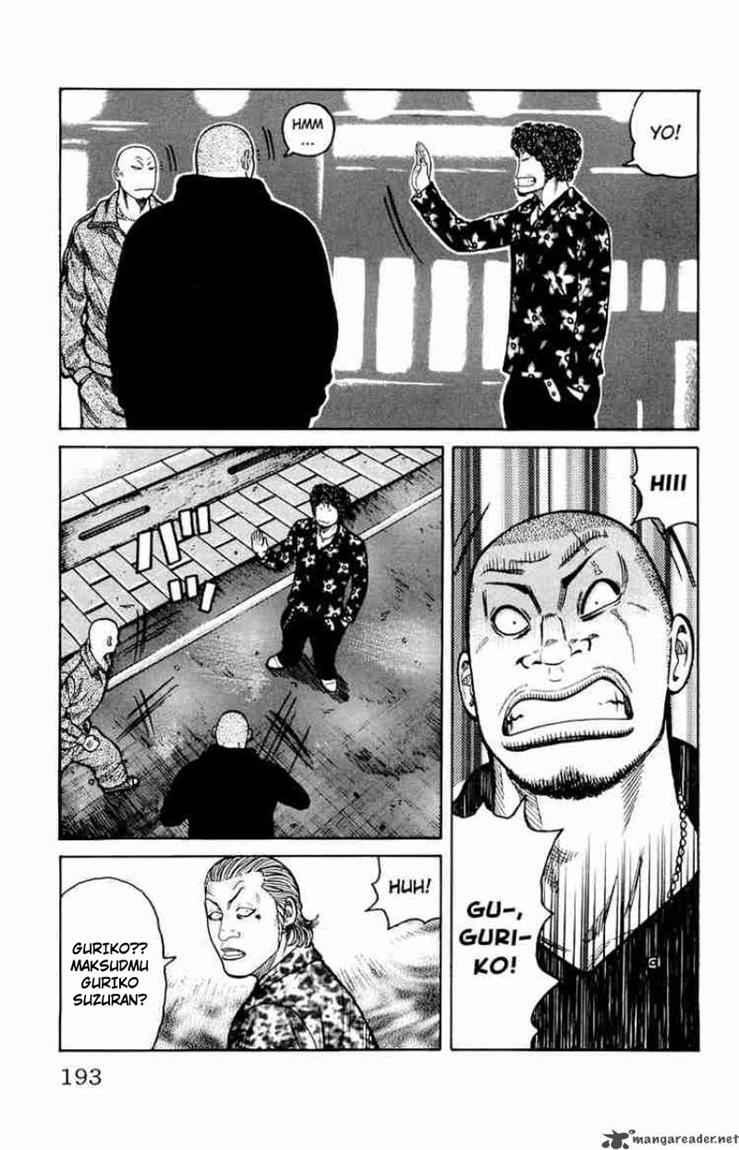 YO!
HMM
...
HIII
GU-,
GURI-
KO!
HUH!
GURIKO??
MAKSUDMU
GURIKO
SUZURAN?
193
mangareader.net